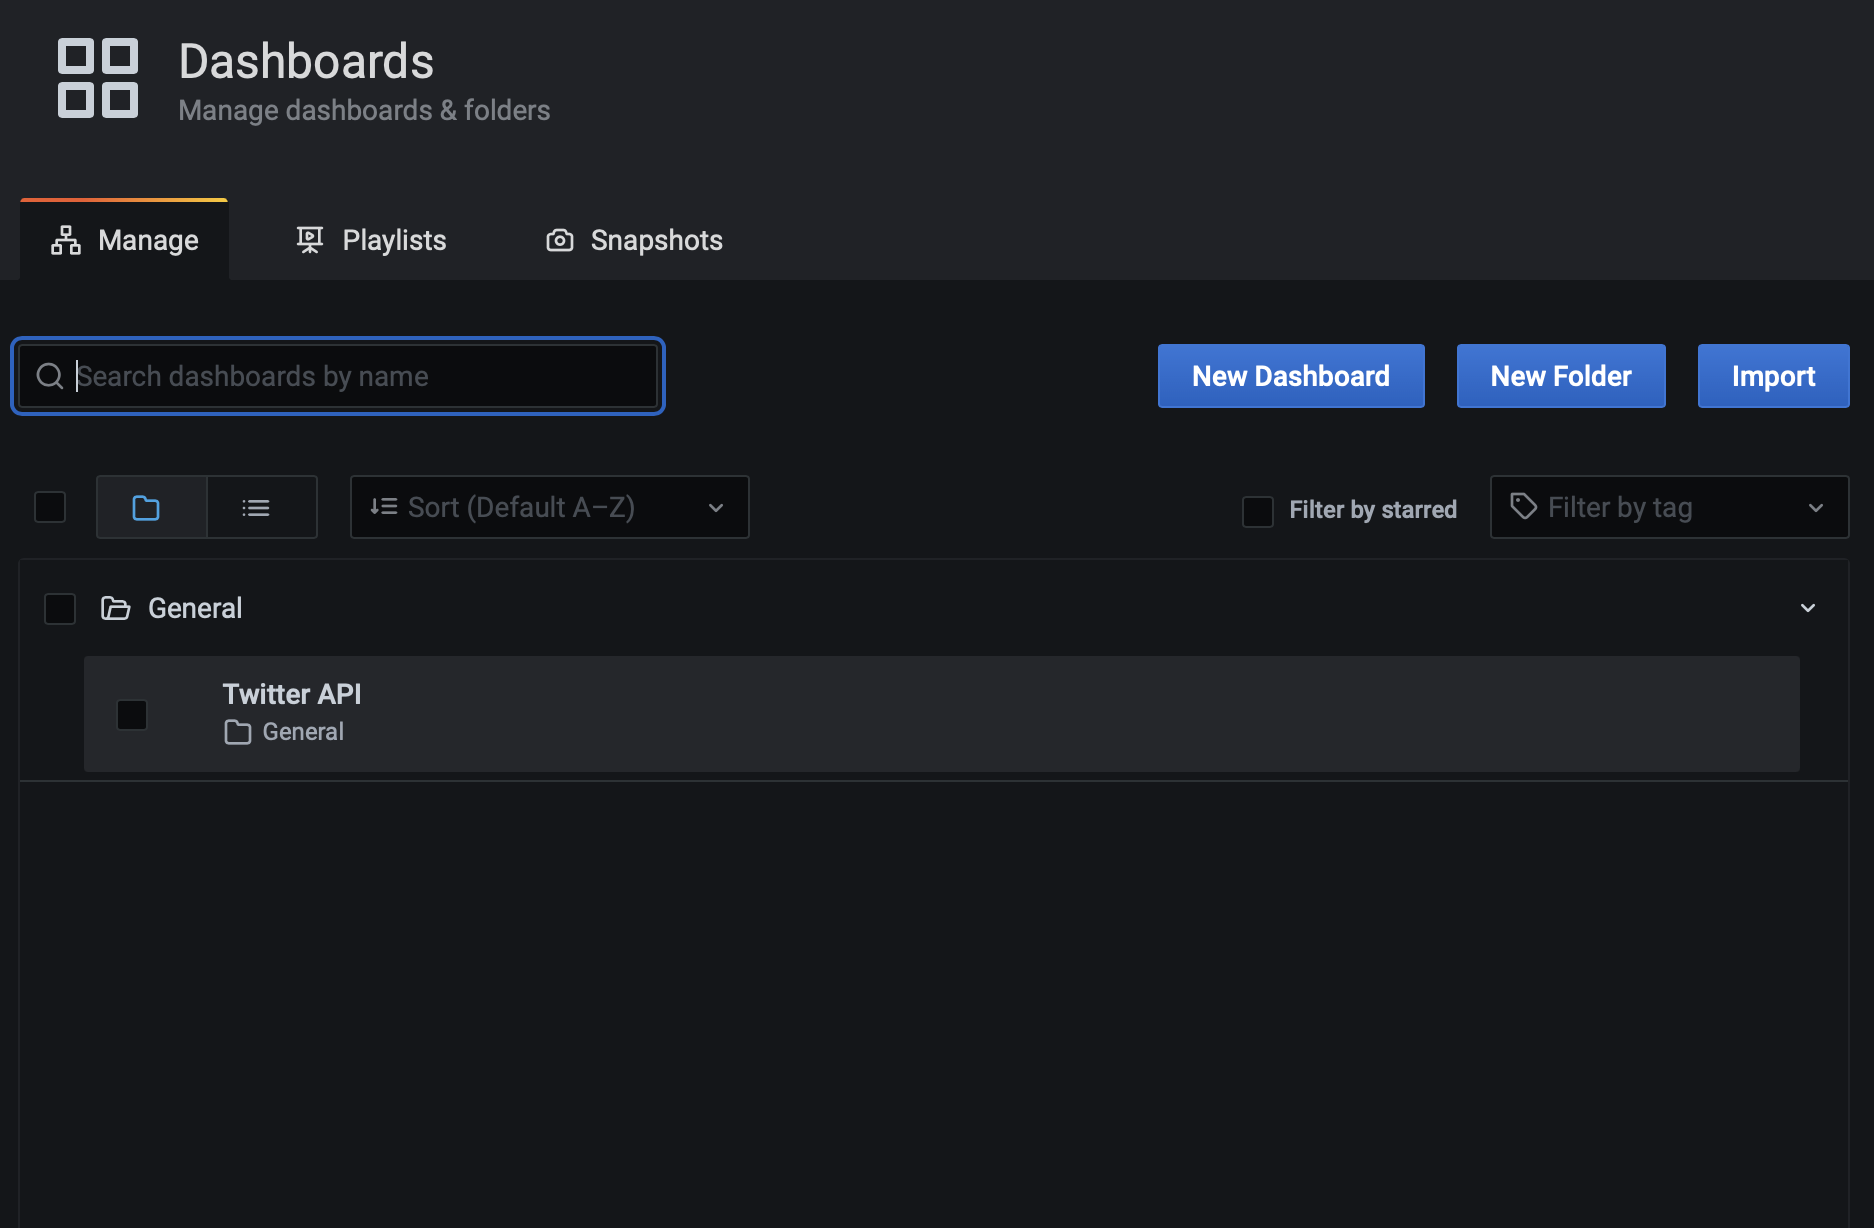 Dashboards
Manage dashboards & folders
Manage
Playlists
Snapshots
Search dashboards by name
New Dashboard
New Folder
Import
Sort (Default A–Z)
Filter by starred
Filter by tag
General
Twitter API
General